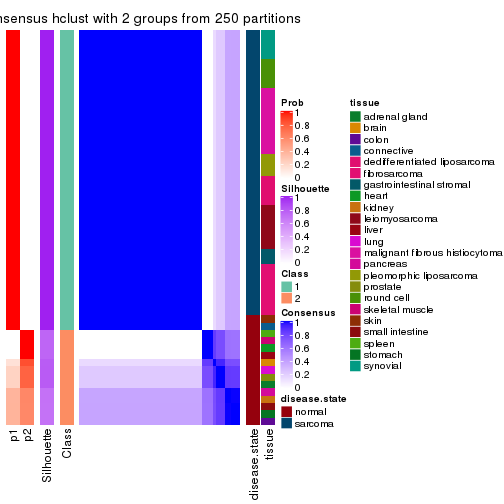 nsensus hclust with 2 groups from 250 partitions
p1
p2
Silhouette
Class
disease.state
tissue
Prob
1
0.8
0.6
0.4
0.2
0
Silhouette
1
0.8
0.6
0.4
0.2
0
Class
1
2
Consensus
1
0.8
0.6
0.4
0.2
0
disease.state
normal
sarcoma
tissue
adrenal gland
brain
colon
connective
dedifferentiated liposarcoma
fibrosarcoma
gastrointestinal stromal
heart
kidney
leiomyosarcoma
liver
lung
malignant fibrous histiocytoma
pancreas
pleomorphic liposarcoma
prostate
round cell
skeletal muscle
skin
small intestine
spleen
stomach
synovial